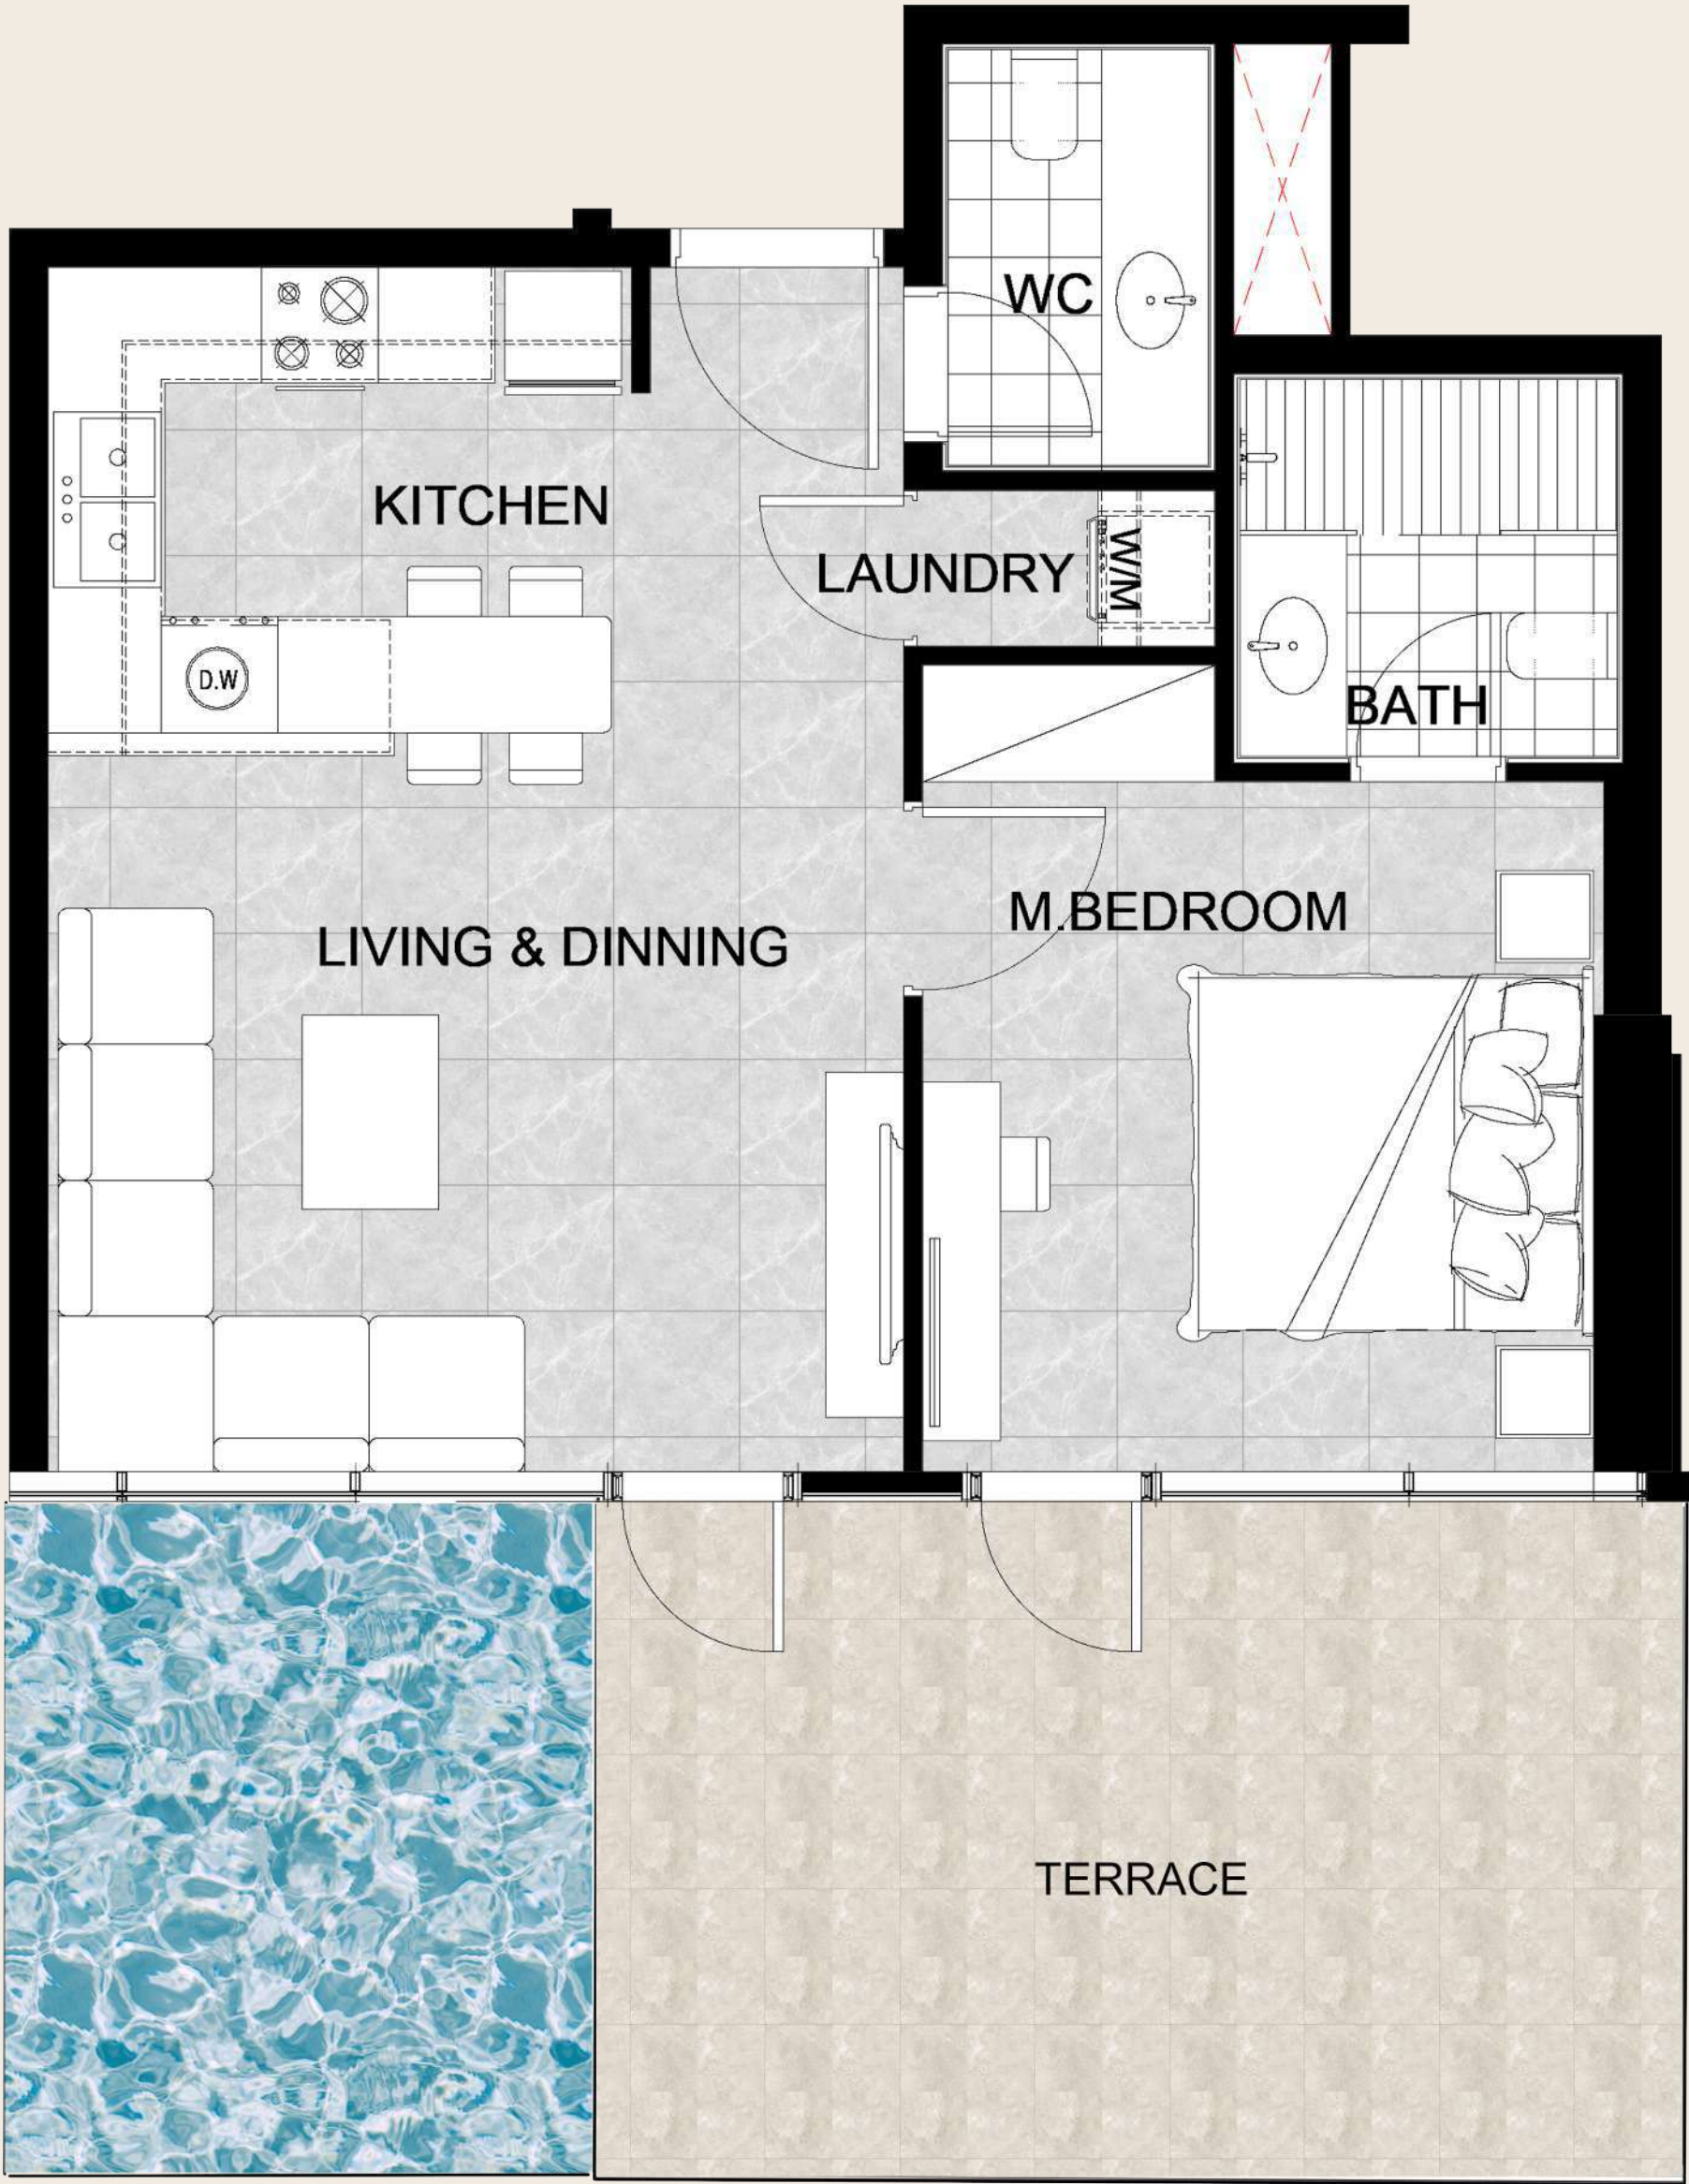 WC
KITCHEN
LAUNDRY
W/M
D.W
BATH
M.BEDROOM
LIVING & DINNING
TERRACE